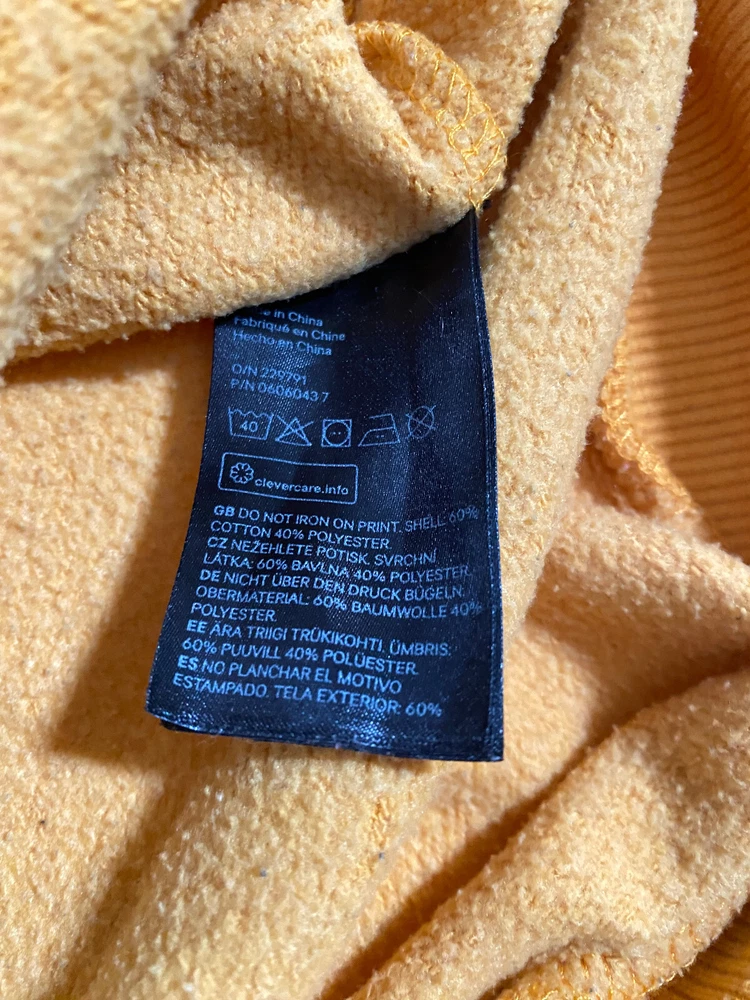 in China
Fabriqué en Chine
Hecho en China
O/N 229791
P/N 0606043 7
40
clevercare.info
GB DO NOT IRON ON PRINT. SHELL: 60%
COTTON 40% POLYESTER.
CZ NEŽEHLETE POTISK. SVRCHNÍ
LÁTKA: 60% BAVLNA 40% POLYESTER.
DE NICHT ÜBER DEN DRUCK BÜGELN.
OBERMATERIAL: 60% BAUMWOLLE 40%
POLYESTER.
EE ÄRA TRIIGI TRÜKIKOHTI. ÜMBRIS:
60% PUUVILL 40% POLÜESTER.
ES NO PLANCHAR EL MOTIVO
ESTAMPADO. TELA EXTERIOR: 60%